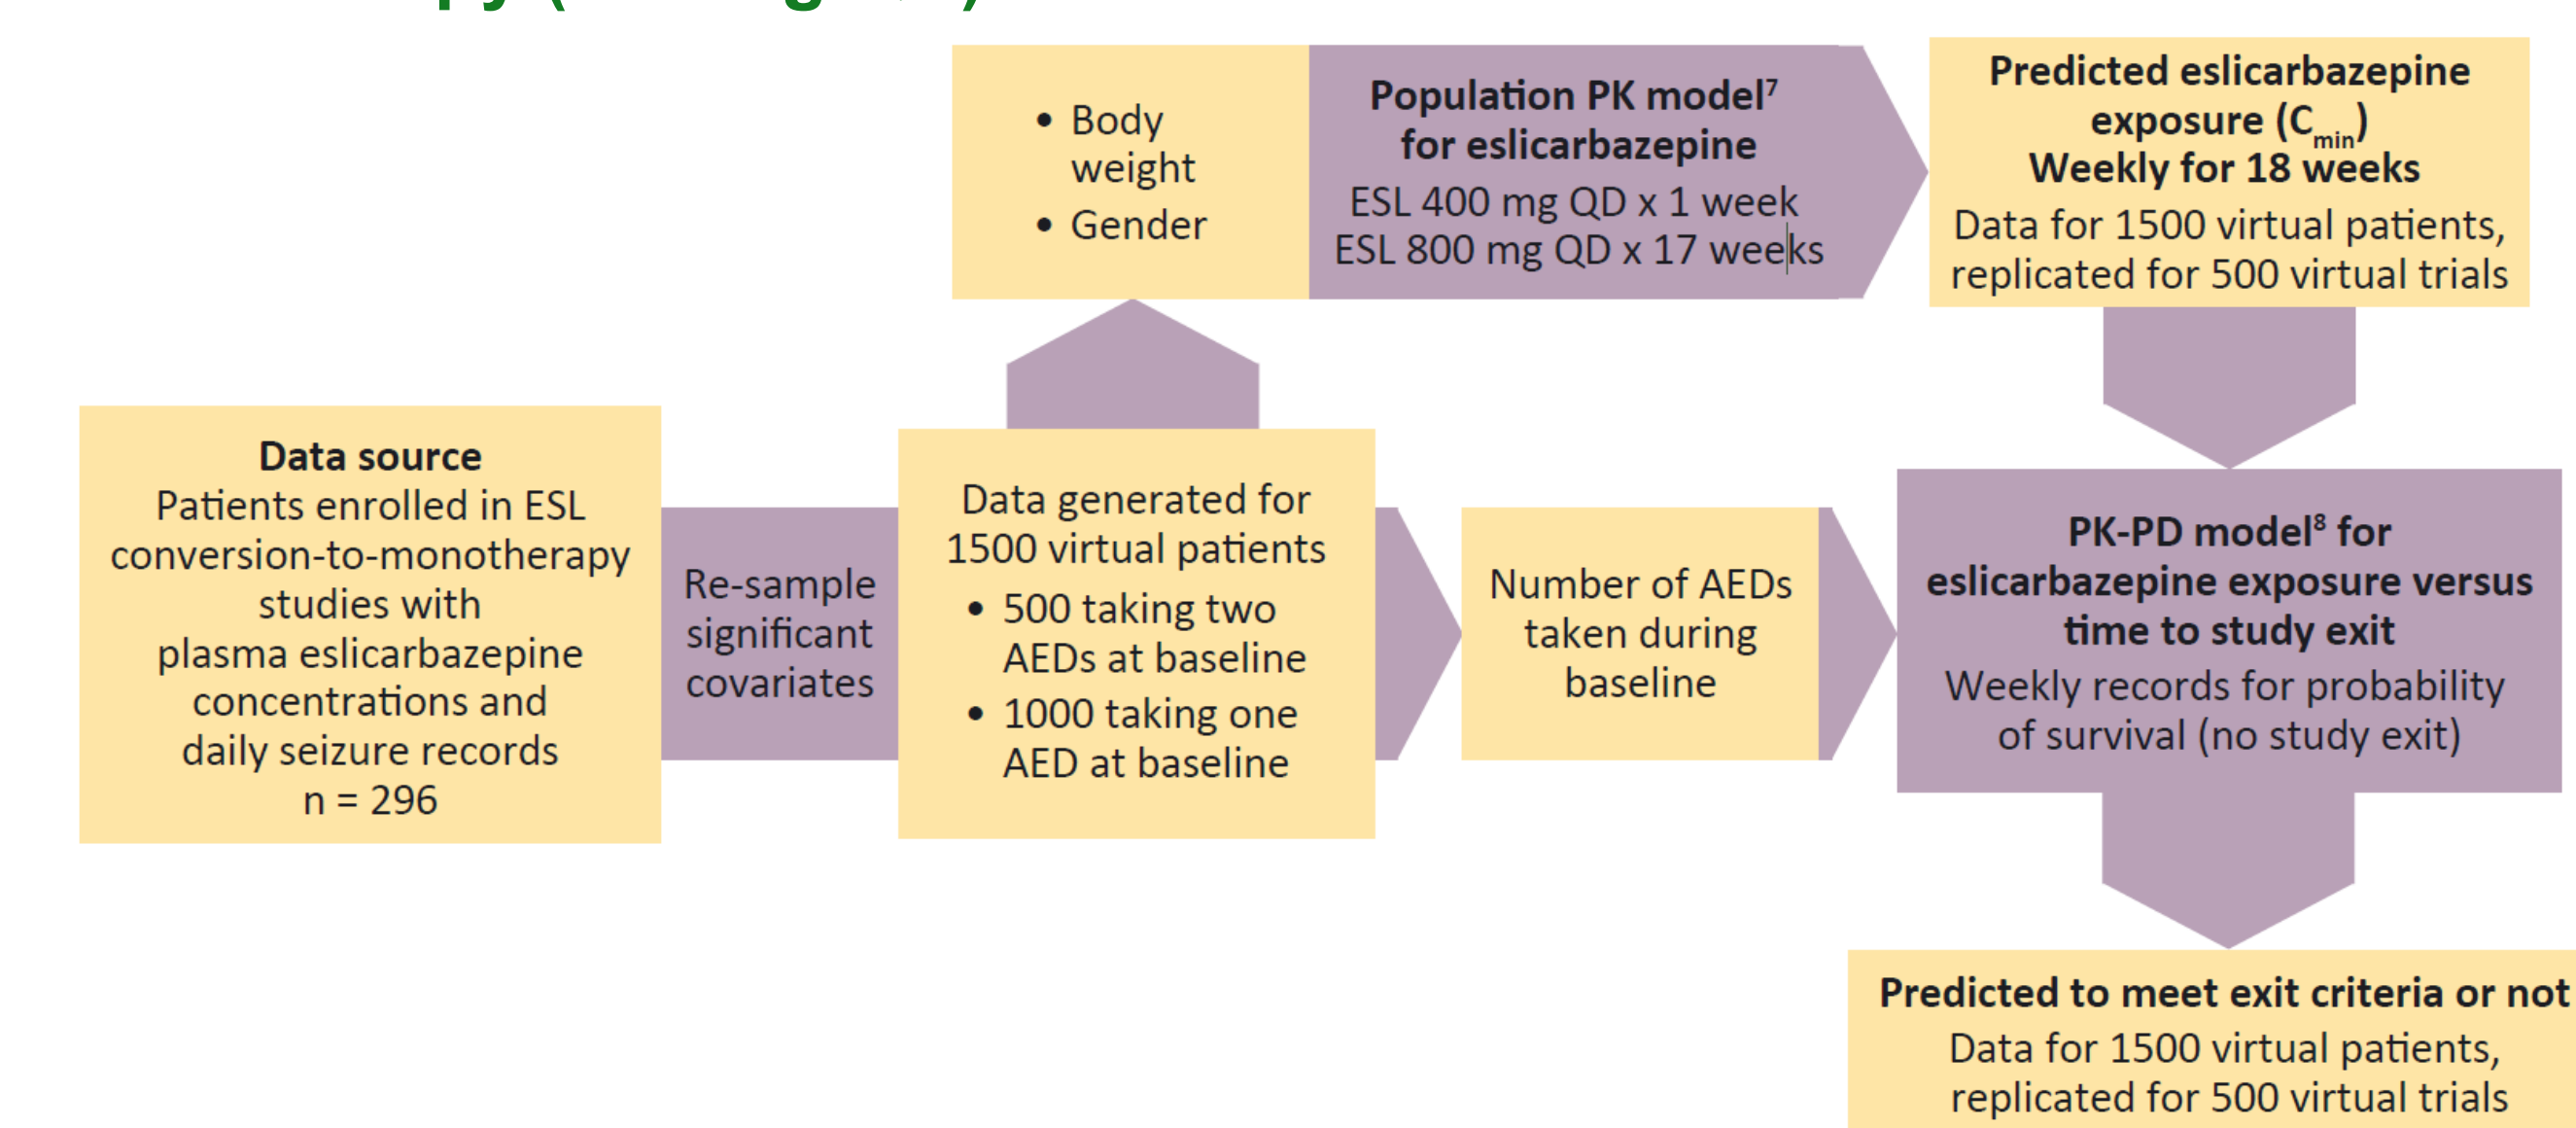 Body
weight
Gender
Population PK model⁷
for eslicarbazepine
ESL 400 mg QD x 1 week
ESL 800 mg QD x 17 weeks
Predicted eslicarbazepine
exposure (Cmin)
Weekly for 18 weeks
Data for 1500 virtual patients,
replicated for 500 virtual trials
Data source
Patients enrolled in ESL
conversion-to-monotherapy
studies with
plasma eslicarbazepine
concentrations and
daily seizure records
n = 296
Re-sample
significant
covariates
Data generated for
1500 virtual patients
• 500 taking two
AEDs at baseline
• 1000 taking one
AED at baseline
Number of AEDs
taken during
baseline
PK-PD model⁸ for
eslicarbazepine exposure versus
time to study exit
Weekly records for probability
of survival (no study exit)
Predicted to meet exit criteria or not
Data for 1500 virtual patients,
replicated for 500 virtual trials